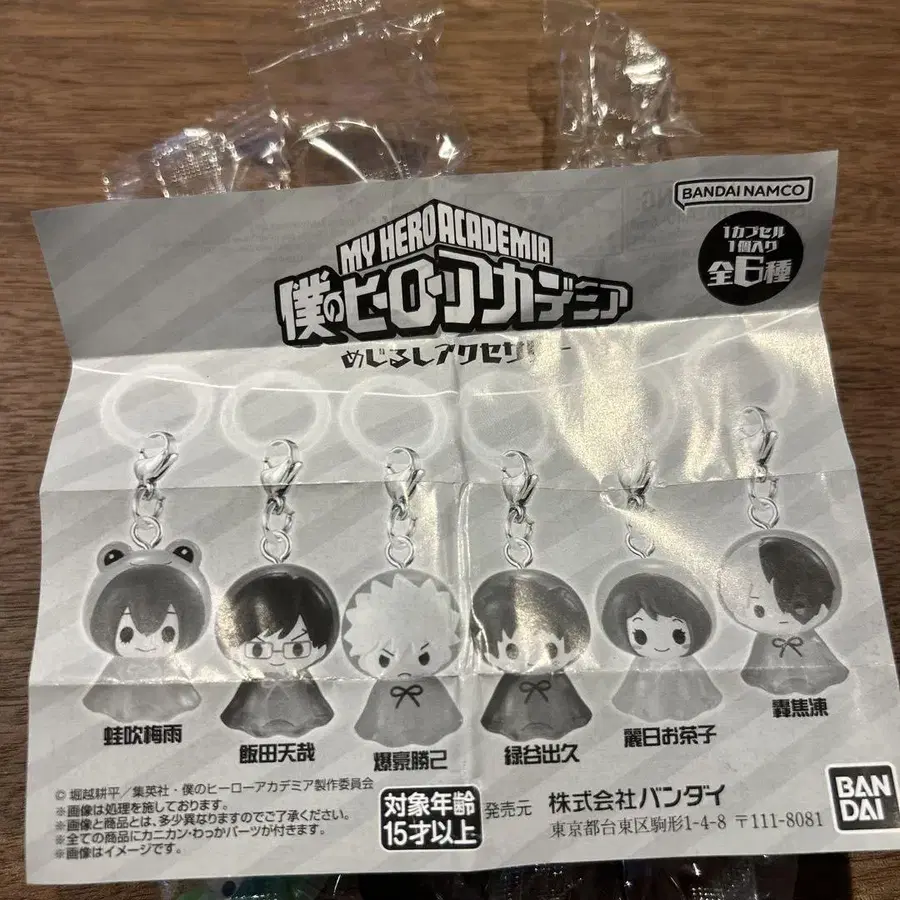 BANDAI NAMCO
1カプセル
1個入り
全6種
MY HERO ACADEMIA
僕のヒーローアカデミア
めじるしアクセサリー
蛙吹梅雨
飯田天哉
爆豪勝己
緑谷出久
麗日お茶子
轟焦凍
© 堀越耕平／集英社・僕のヒーローアカデミア製作委員会
※画像は処理を施しております。
※画像と商品とは、多少異なりますのでご了承ください。
※全ての商品にカニカン・わっかパーツが付きます。
※画像はイメージです。
対象年齢
15才以上
発売元 株式会社バンダイ
東京都台東区駒形1-4-8 〒111-8081
BAN
DAI